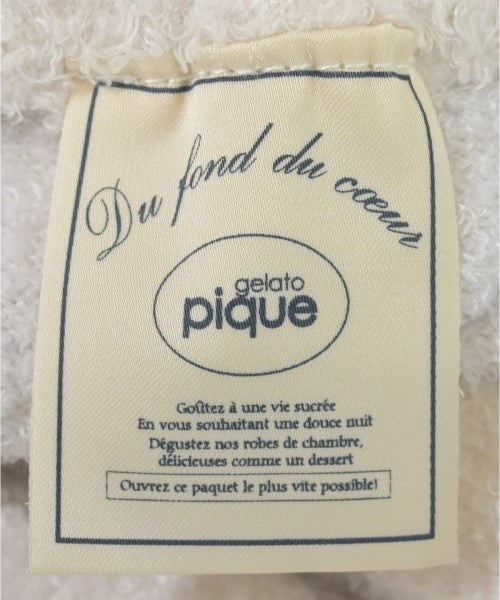 Du fond du cœur
gelato
pique
Goûtez à une vie sucrée
En vous souhaitant une douce nuit
Dégustez nos robes de chambre,
délicieuses comme un dessert
Ouvrez ce paquet le plus vite possible!